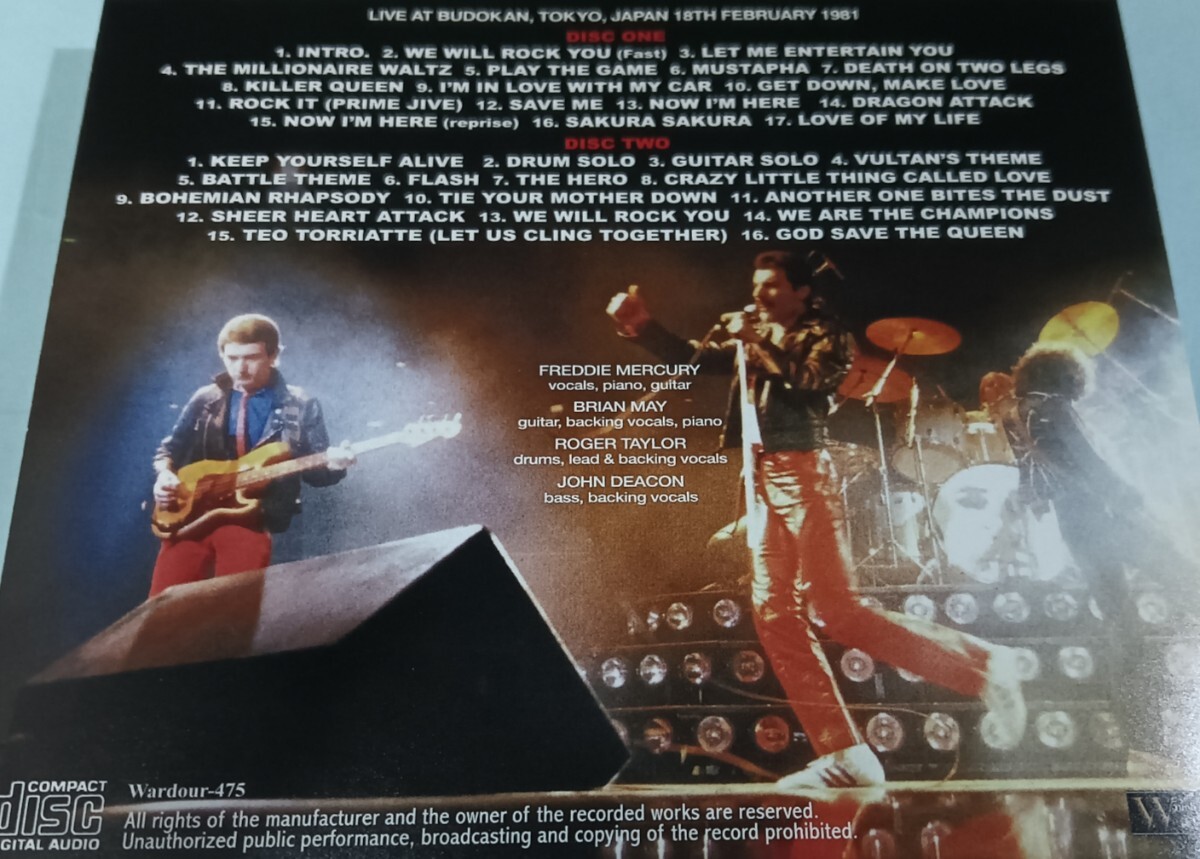 LIVE AT BUDOKAN, TOKYO, JAPAN 18TH FEBRUARY 1981
DISC ONE
1. INTRO. 2. WE WILL ROCK YOU (Fast) 3. LET ME ENTERTAIN YOU
4. THE MILLIONAIRE WALTZ 5. PLAY THE GAME 6. MUSTAPHA 7. DEATH ON TWO LEGS
8. KILLER QUEEN 9. I'M IN LOVE WITH MY CAR 10. GET DOWN, MAKE LOVE
11. ROCK IT (PRIME JIVE) 12. SAVE ME 13. NOW I'M HERE 14. DRAGON ATTACK
15. NOW I'M HERE (reprise) 16. SAKURA SAKURA 17. LOVE OF MY LIFE
DISC TWO
1. KEEP YOURSELF ALIVE 2. DRUM SOLO 3. GUITAR SOLO 4. VULTAN'S THEME
5. BATTLE THEME 6. FLASH 7. THE HERO 8. CRAZY LITTLE THING CALLED LOVE
9. BOHEMIAN RHAPSODY 10. TIE YOUR MOTHER DOWN 11. ANOTHER ONE BITES THE DUST
12. SHEER HEART ATTACK 13. WE WILL ROCK YOU 14. WE ARE THE CHAMPIONS
15. TEO TORRIATTE (LET US CLING TOGETHER) 16. GOD SAVE THE QUEEN
FREDDIE MERCURY
vocals, piano, guitar
BRIAN MAY
guitar, backing vocals, piano
ROGER TAYLOR
drums, lead & backing vocals
JOHN DEACON
bass, backing vocals
COMPACT
disc
DIGITAL AUDIO
Wardour-475
All rights of the manufacturer and the owner of the recorded works are reserved.
Unauthorized public performance, broadcasting and copying of the record prohibited.